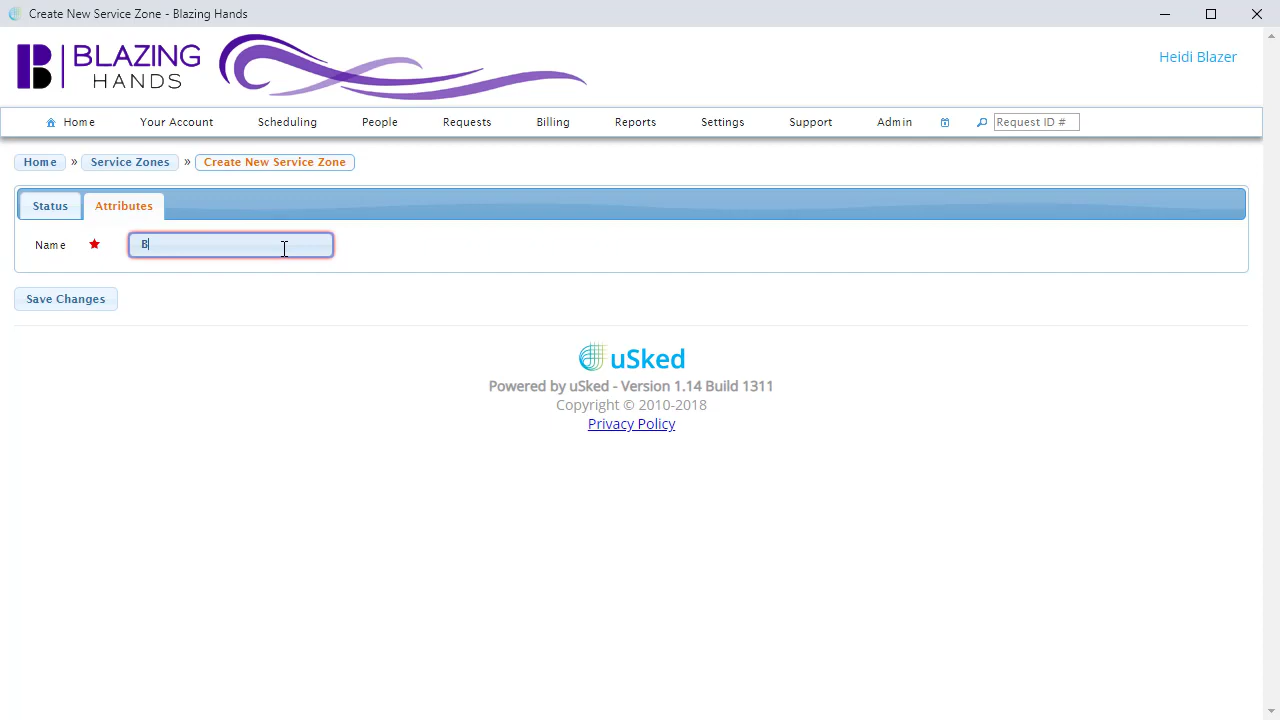 Create New Service Zone - Blazing Hands
B BLAZING HANDS
Heidi Blazer
Home Your Account Scheduling People Requests Billing Reports Settings Support Admin Request ID #
Home » Service Zones » Create New Service Zone
Status Attributes
Name B
Save Changes
uSked
Powered by uSked - Version 1.14 Build 1311
Copyright © 2010-2018
Privacy Policy